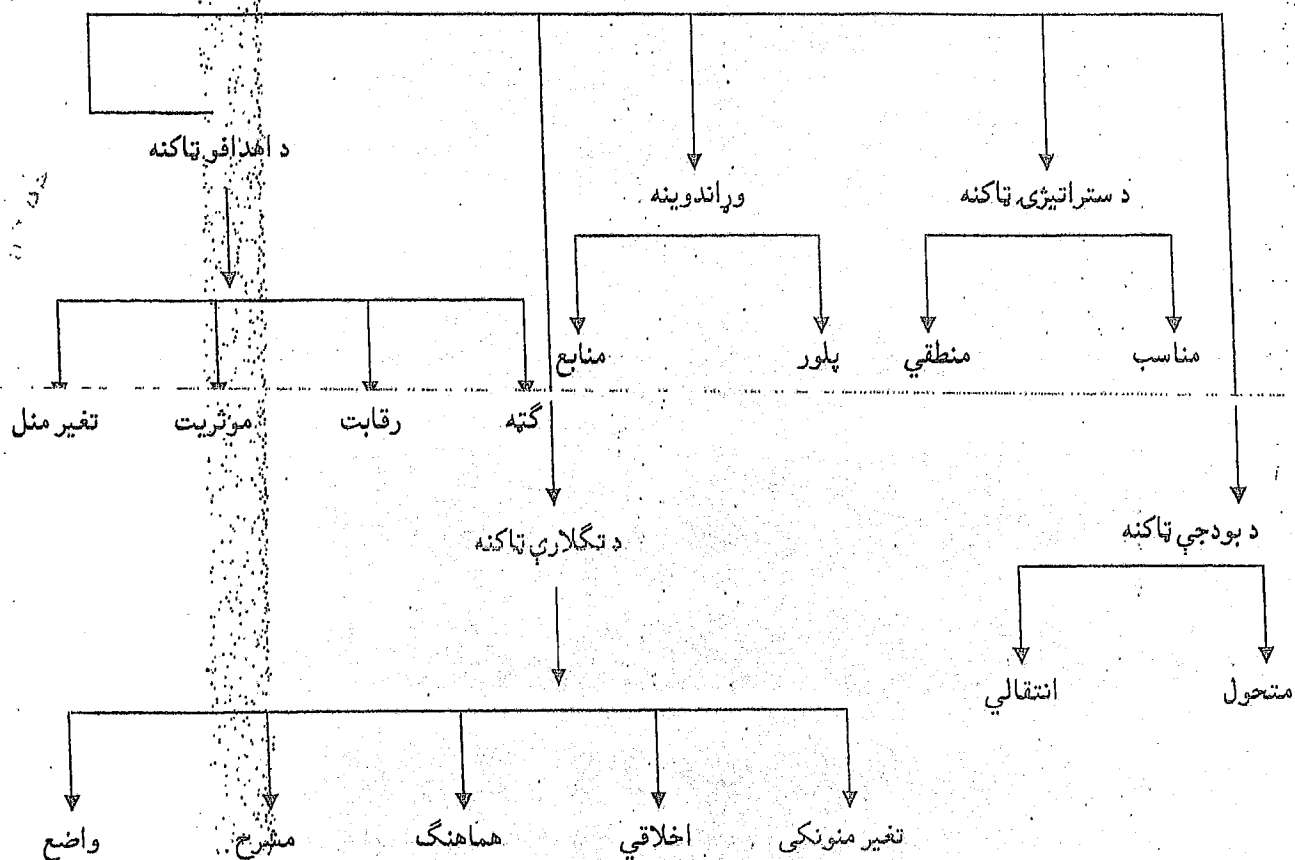 د اهدافو ټاکنه
د ستراتیژۍ ټاکنه
وړاندوینه
مناسب
منطقي
پلور
منابع
ګټه
رقابت
موثریت
تغیر منل
د بودجې ټاکنه
د تګلارې ټاکنه
متحول
انتقالي
تغیر منونکی
اخلاقي
هماهنګ
مشرح
واضع